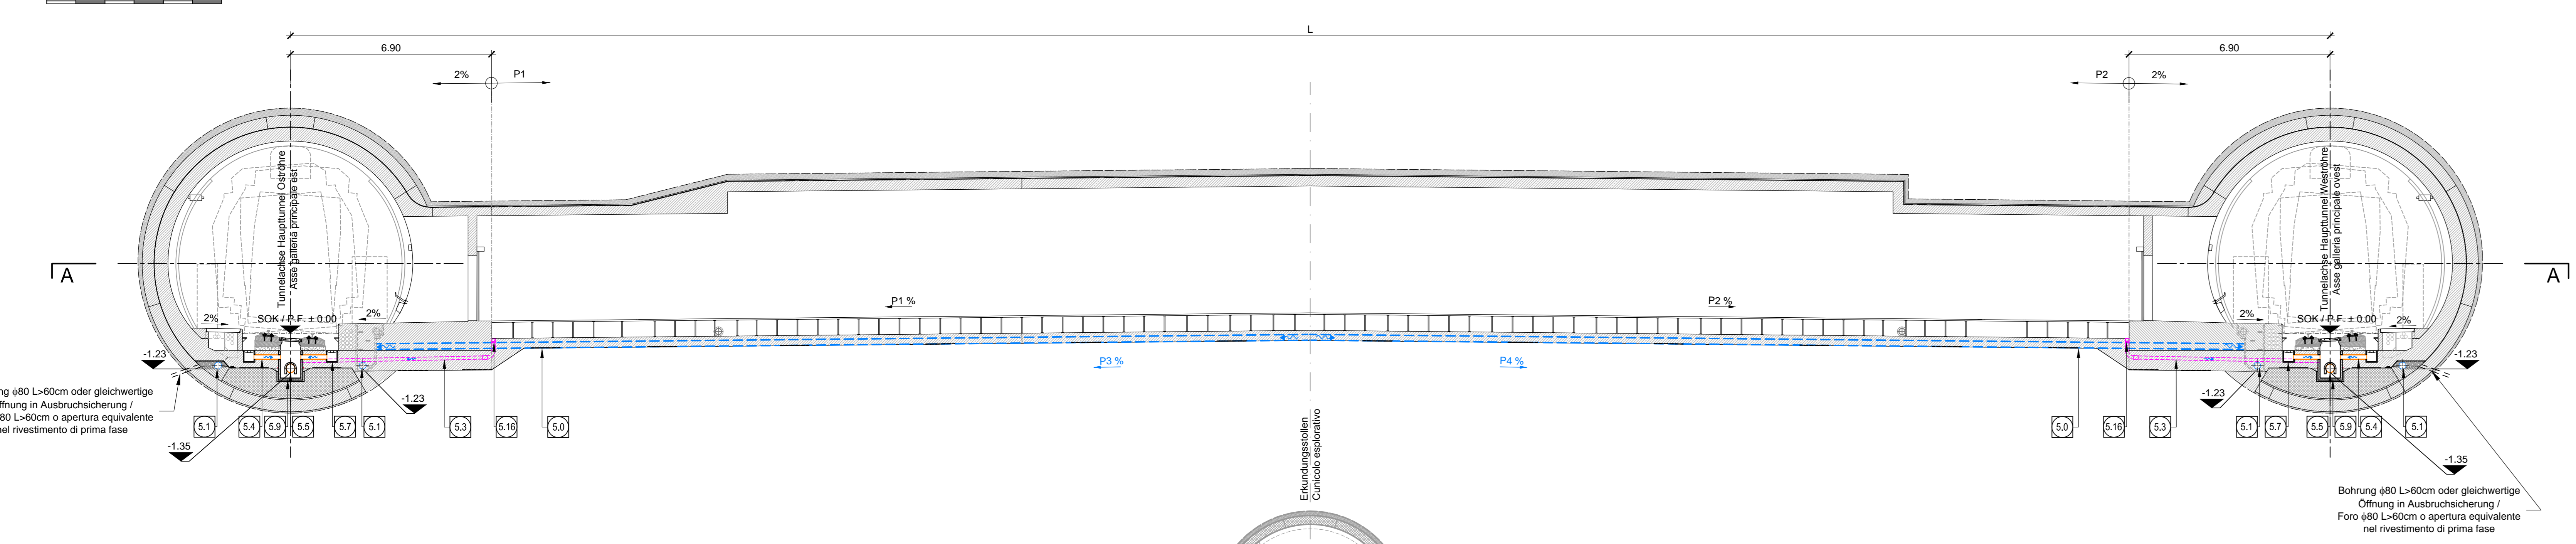 L
6.90
6.90
2%
P1
P2
2%
Tunnelachse Haupttunnel Oströhre
Asse galleria principale est
Tunnelachse Haupttunnel Weströhre
Asse galleria principale ovest
A
A
P1 %
P2 %
2%
SOK / P.F. ± 0.00
2%
2%
SOK / P.F. ± 0.00
2%
-1.23
-1.23
P3 %
P4 %
-1.23
-1.23
ø80 L>60cm oder gleichwertige
ffnung in Ausbruchsicherung /
80 L>60cm o apertura equivalente
nel rivestimento di prima fase
5.1
5.4
5.9
5.5
5.7
5.1
5.3
5.16
5.0
5.0
5.16
5.3
5.1
5.7
5.5
5.9
5.4
5.1
-1.35
-1.35
Erkundungsstollen
Cunicolo esplorativo
Bohrung ϕ80 L>60cm oder gleichwertige
Öffnung in Ausbruchsicherung /
Foro ϕ80 L>60cm o apertura equivalente
nel rivestimento di prima fase